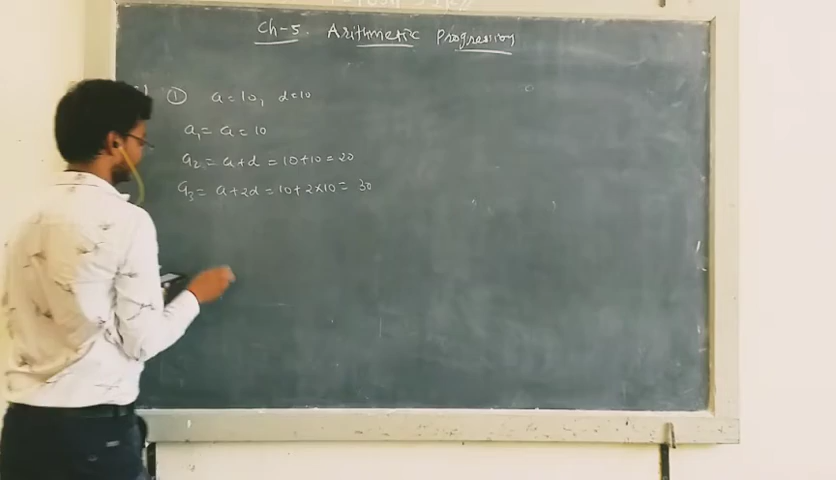 Ch-5. Arithmetic Progression
① a=10, d=10
a₁= a = 10
a₂= a+d = 10+10 = 20
a₃= a+2d = 10+2×10 = 30